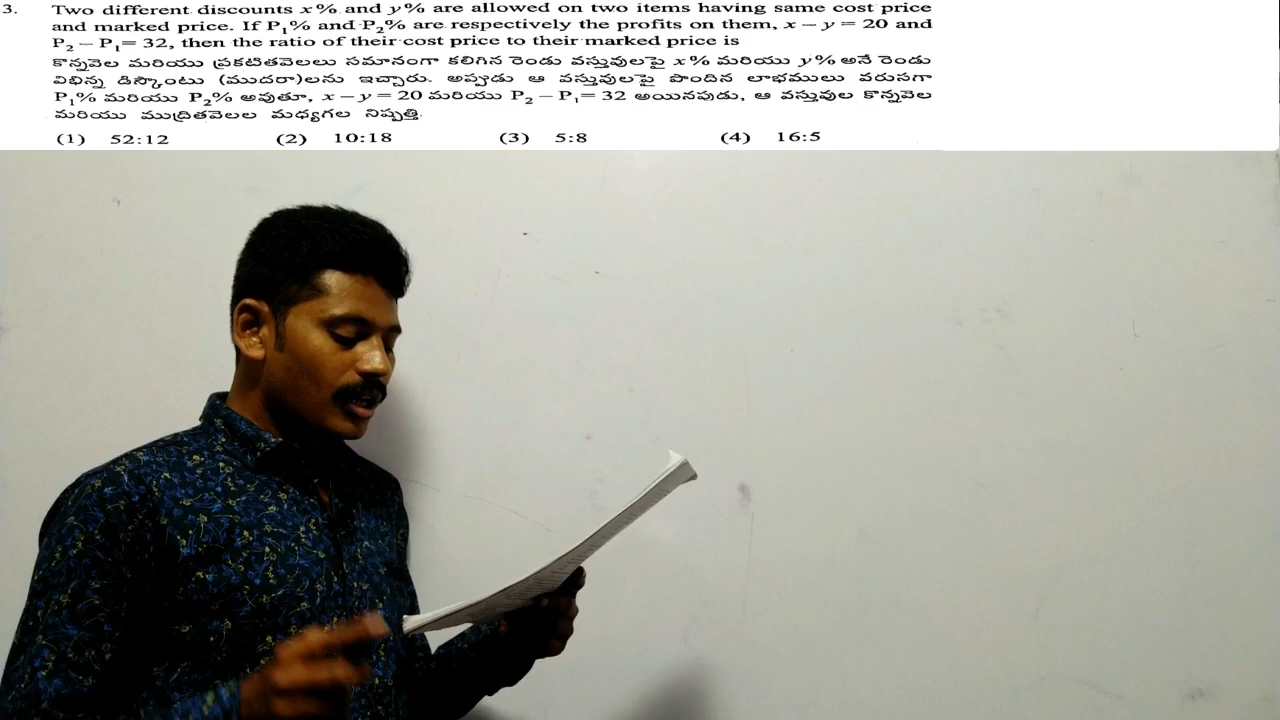 3. Two different discounts x% and y% are allowed on two items having same cost price
and marked price. If P₁% and P₂% are respectively the profits on them, x – y = 20 and
P₂ – P₁= 32, then the ratio of their cost price to their marked price is
కొన్నవెల మరియు ప్రకటితవెలలు సమానంగా కలిగిన రెండు వస్తువులపై x% మరియు y% అనే రెండు
విభిన్న డిస్కౌంటు (ముదరా)లను ఇచ్చారు. అప్పుడు ఆ వస్తువులపై పొందిన లాభములు వరుసగా
P₁% మరియు P₂% అవుతూ, x – y = 20 మరియు P₂ – P₁= 32 అయినపుడు, ఆ వస్తువుల కొన్నవెల
మరియు ముద్రితవెలల మధ్యగల నిష్పత్తి.
(1) 52:12 (2) 10:18 (3) 5:8 (4) 16:5